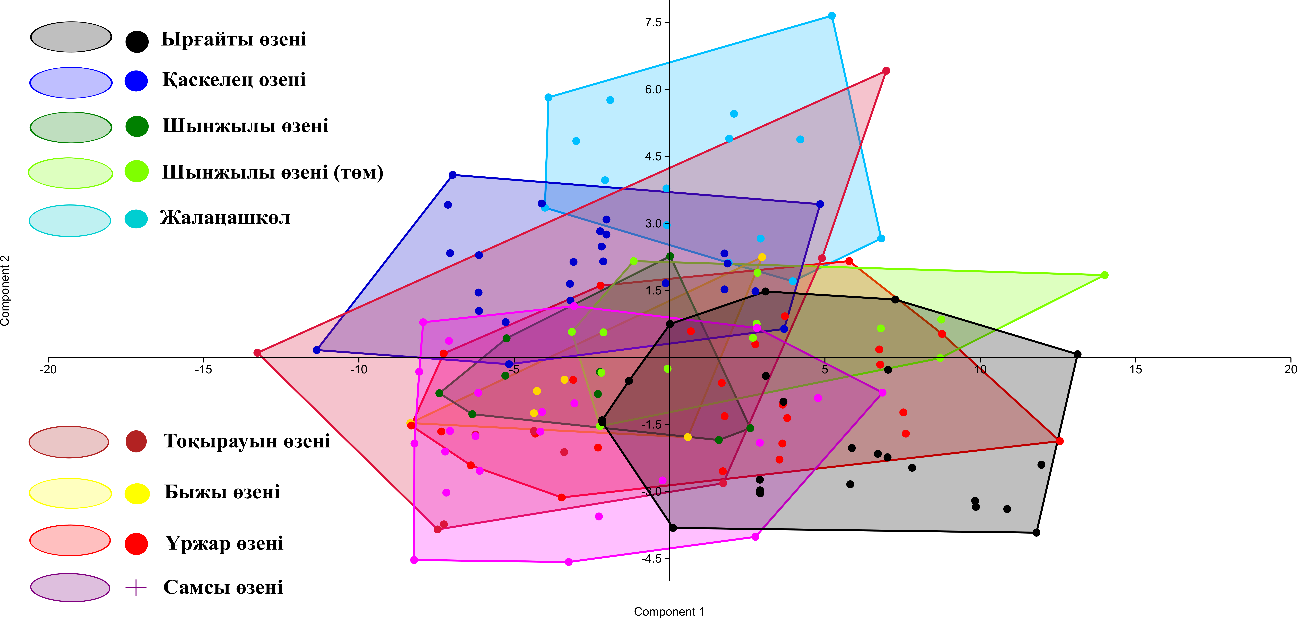 Ырғайты өзені
Қаскелең өзені
Шынжылы өзені
Шынжылы өзені (төм)
Жалаңашкөл
Тоқырауын өзені
Быжы өзені
Үржар өзені
Самсы өзені
7.5
6.0
4.5
3.0
1.5
-1.5
-3.0
-4.5
-20
-15
-10
-5
5
10
15
20
Component 2
Component 1